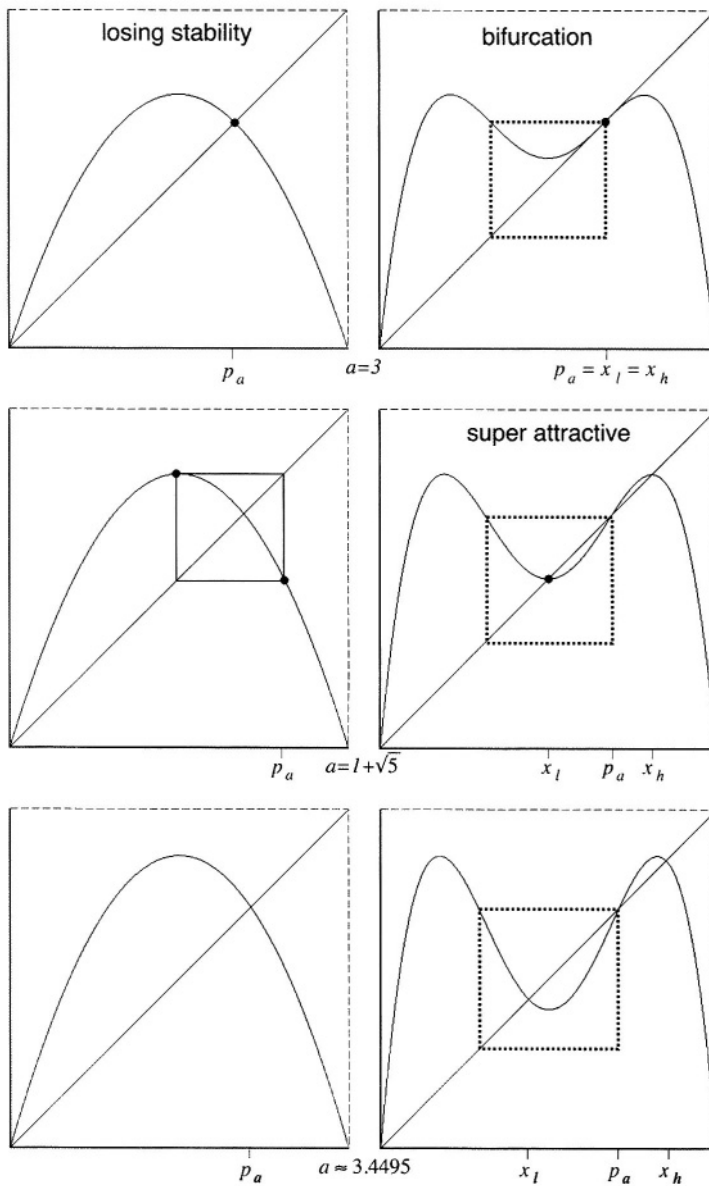 losing stability
bifurcation
p_a
a=3
p_a = x_l = x_h
super attractive
p_a
a=1+√5
x_l
p_a
x_h
p_a
a ≈ 3.4495
x_l
p_a
x_h